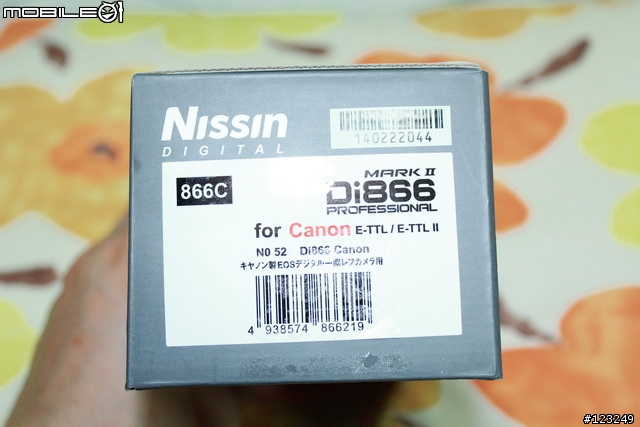 MOBILE01
Nissin
DIGITAL
140222044
866C
MARK II
Di866
PROFESSIONAL
for Canon E-TTL / E-TTL II
N0 52 Di866 Canon
キヤノン製EOSデジタル一眼レフカメラ用
4 938574 866219
#123249